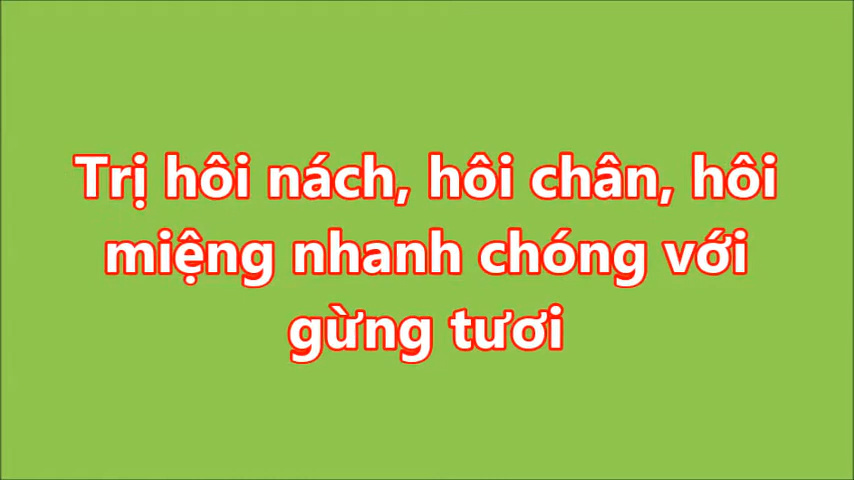 Trị hôi nách, hôi chân, hôi
miệng nhanh chóng với
gừng tươi